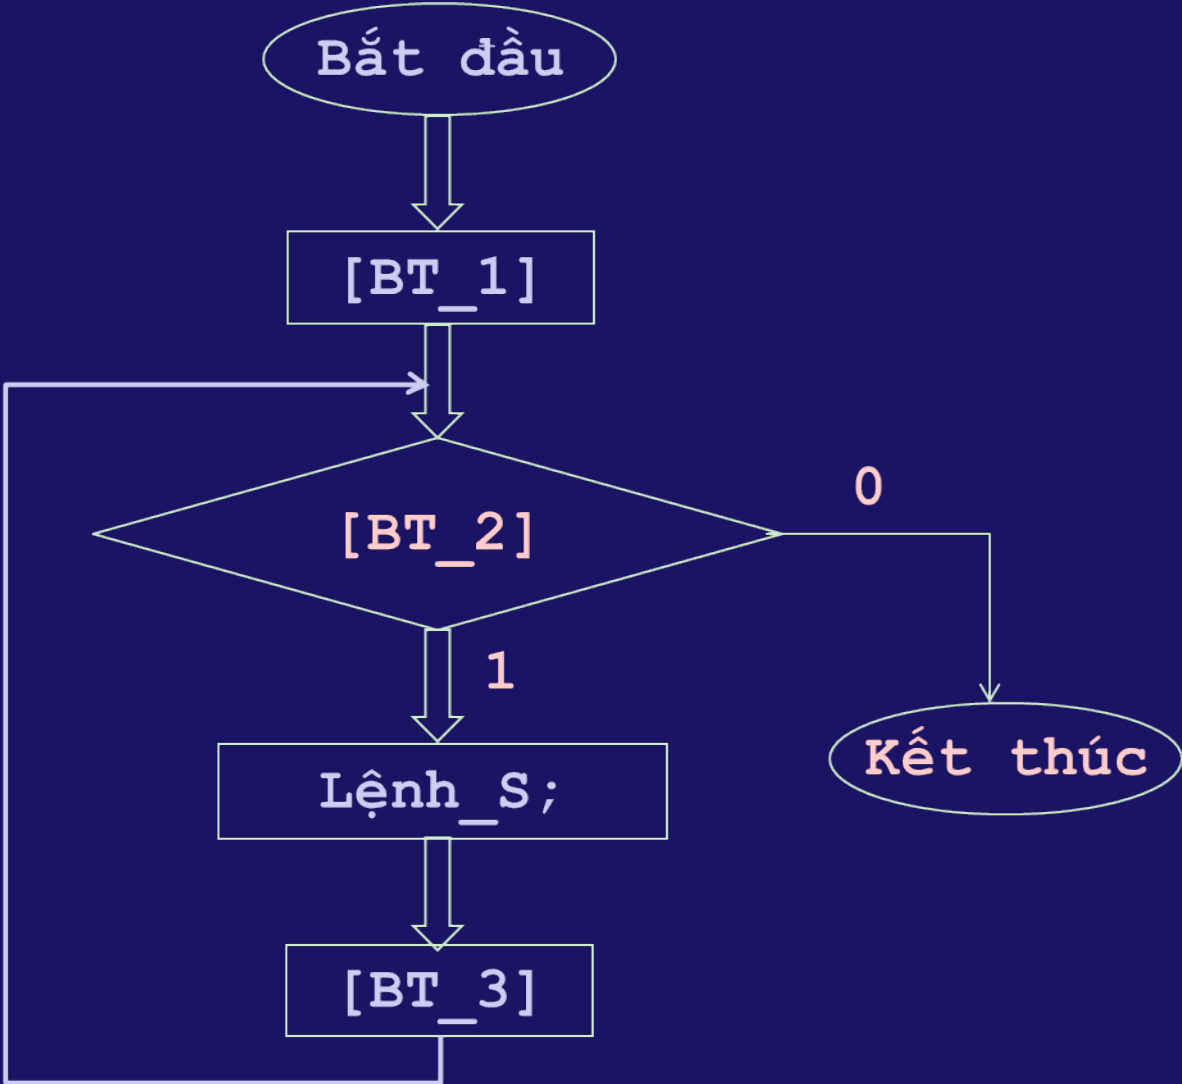 Bắt đầu
[BT_1]
[BT_2]
0
1
Lệnh_S;
Kết thúc
[BT_3]